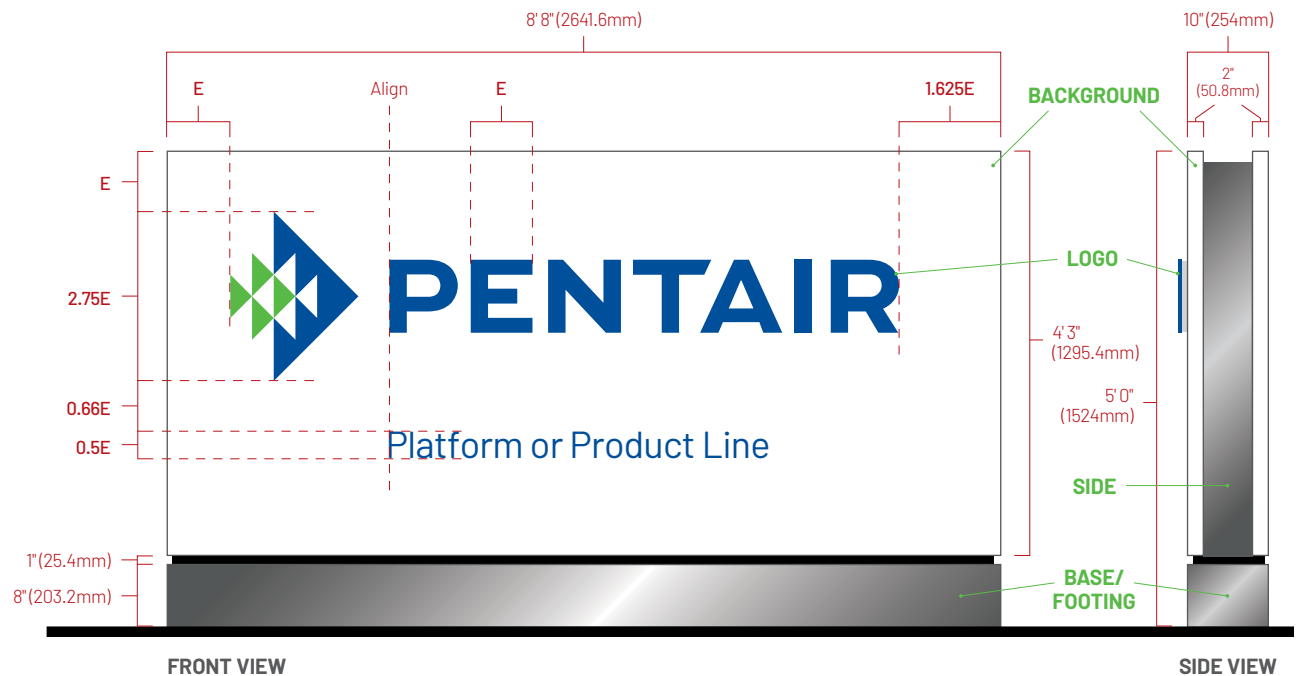 8' 8" (2641.6mm)
10" (254mm)
E
Align
E
1.625E
2"
(50.8mm)
BACKGROUND
E
PENTAIR
LOGO
2.75E
4' 3"
(1295.4mm)
5' 0"
(1524mm)
0.66E
0.5E
Platform or Product Line
SIDE
1" (25.4mm)
8" (203.2mm)
BASE/
FOOTING
FRONT VIEW
SIDE VIEW